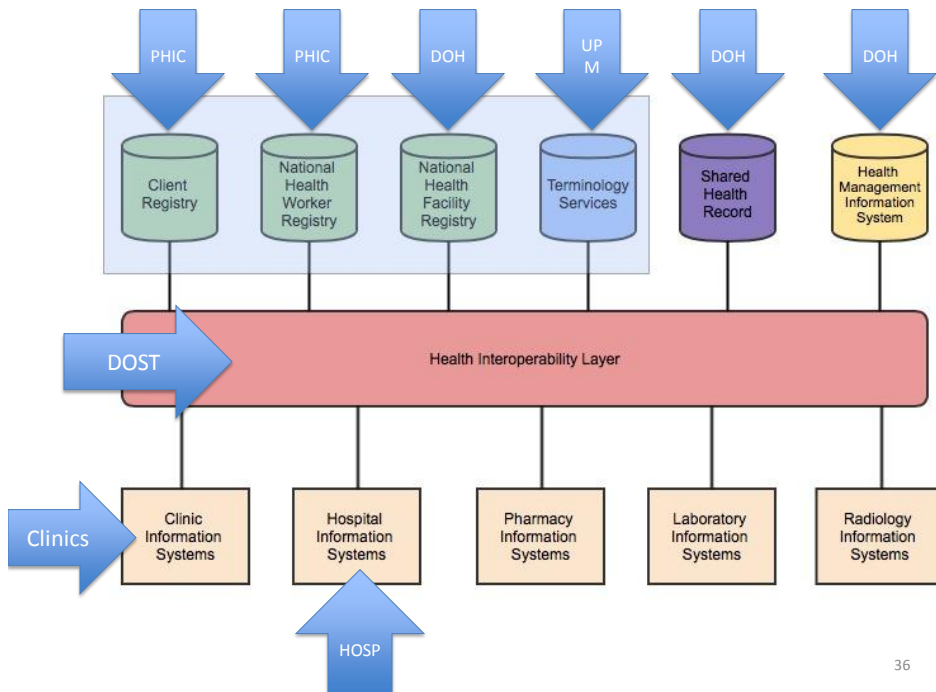 PHIC
PHIC
DOH
UP
M
DOH
DOH
Client
Registry
National
Health
Worker
Registry
National
Health
Facility
Registry
Terminology
Services
Shared
Health
Record
Health
Management
Information
System
DOST
Health Interoperability Layer
Clinics
Clinic
Information
Systems
Hospital
Information
Systems
Pharmacy
Information
Systems
Laboratory
Information
Systems
Radiology
Information
Systems
HOSP
36